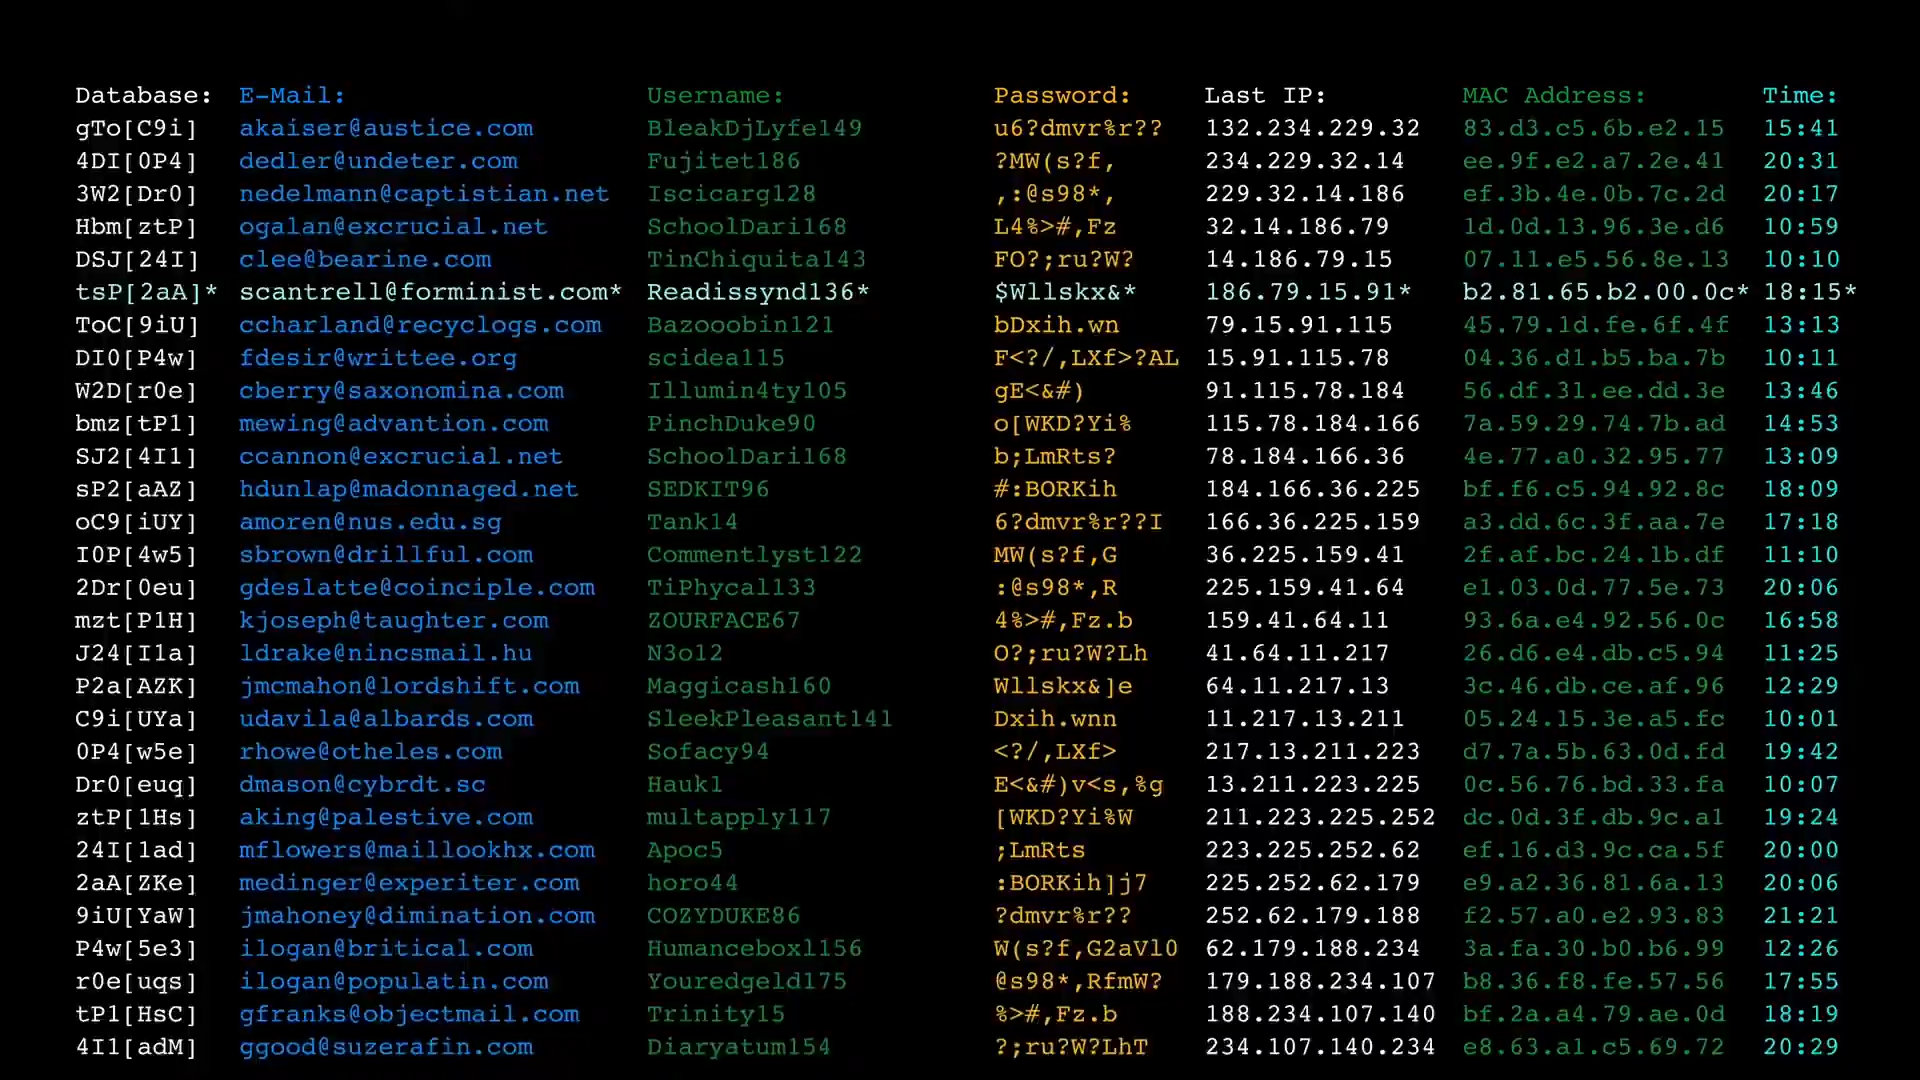 Database: E-Mail: Username: Password: Last IP: MAC Address: Time:
gTo[C9i] akaiser@austice.com BleakDjLyfe149 u6?dmvr%r?? 132.234.229.32 83.d3.c5.6b.e2.15 15:41
4DI[0P4] dedler@undeter.com Fujitet186 ?MW(s?f, 234.229.32.14 ee.9f.e2.a7.2e.41 20:31
3W2[Dr0] nedelmann@captistian.net Iscicarg128 ,:@s98*, 229.32.14.186 ef.3b.4e.0b.7c.2d 20:17
Hbm[ztP] ogalan@excrucial.net SchoolDari168 L4%>#,Fz 32.14.186.79 1d.0d.13.96.3e.d6 10:59
DSJ[24I] clee@bearine.com TinChiquita143 FO?;ru?W? 14.186.79.15 07.11.e5.56.8e.13 10:10
tsP[2aA]* scantrell@forminist.com* Readissynd136* $Wllskx&* 186.79.15.91* b2.81.65.b2.00.0c* 18:15*
ToC[9iU] ccharland@recyclogs.com Bazooobin121 bDxih.wn 79.15.91.115 45.79.1d.fe.6f.4f 13:13
DI0[P4w] fdesir@writtee.org scidea115 F<?/,LXf>?AL 15.91.115.78 04.36.d1.b5.ba.7b 10:11
W2D[r0e] cberry@saxonomina.com Illumin4ty105 gE<&#) 91.115.78.184 56.df.31.ee.dd.3e 13:46
bmz[tP1] mewing@advantion.com PinchDuke90 o[WKD?Yi% 115.78.184.166 7a.59.29.74.7b.ad 14:53
SJ2[4I1] ccannon@excrucial.net SchoolDari168 b;LmRts? 78.184.166.36 4e.77.a0.32.95.77 13:09
sP2[aAZ] hdunlap@madonnaged.net SEDKIT96 #:BORKih 184.166.36.225 bf.f6.c5.94.92.8c 18:09
oC9[iUY] amoren@nus.edu.sg Tank14 6?dmvr%r??I 166.36.225.159 a3.dd.6c.3f.aa.7e 17:18
I0P[4w5] sbrown@drillful.com Commentlyst122 MW(s?f,G 36.225.159.41 2f.af.bc.24.1b.df 11:10
2Dr[0eu] gdeslatte@coinciple.com TiPhycal133 :@s98*,R 225.159.41.64 e1.03.0d.77.5e.73 20:06
mzt[P1H] kjoseph@taughter.com ZOURFACE67 4%>#,Fz.b 159.41.64.11 93.6a.e4.92.56.0c 16:58
J24[I1a] ldrake@nincsmail.hu N3o12 O?;ru?W?Lh 41.64.11.217 26.d6.e4.db.c5.94 11:25
P2a[AZK] jmcmahon@lordshift.com Maggicash160 Wllskx&]e 64.11.217.13 3c.46.db.ce.af.96 12:29
C9i[UYa] udavila@albards.com SleekPleasant141 Dxih.wnn 11.217.13.211 05.24.15.3e.a5.fc 10:01
0P4[w5e] rhowe@otheles.com Sofacy94 <?/,LXf> 217.13.211.223 d7.7a.5b.63.0d.fd 19:42
Dr0[euq] dmason@cybrdt.sc Hauk1 E<&#)v<s,%g 13.211.223.225 0c.56.76.bd.33.fa 10:07
ztP[1Hs] aking@palestive.com multapply117 [WKD?Yi%W 211.223.225.252 dc.0d.3f.db.9c.a1 19:24
24I[1ad] mflowers@maillookhx.com Apoc5 ;LmRts 223.225.252.62 ef.16.d3.9c.ca.5f 20:00
2aA[ZKe] medinger@experiter.com horo44 :BORKih]j7 225.252.62.179 e9.a2.36.81.6a.13 20:06
9iU[YaW] jmahoney@dimination.com COZYDUKE86 ?dmvr%r?? 252.62.179.188 f2.57.a0.e2.93.83 21:21
P4w[5e3] ilogan@britical.com Humanceboxl156 W(s?f,G2aVl0 62.179.188.234 3a.fa.30.b0.b6.99 12:26
r0e[uqs] ilogan@populatin.com Youredgeld175 @s98*,RfmW? 179.188.234.107 b8.36.f8.fe.57.56 17:55
tP1[HsC] gfranks@objectmail.com Trinity15 %>#,Fz.b 188.234.107.140 bf.2a.a4.79.ae.0d 18:19
4I1[adM] ggood@suzerafin.com Diaryatum154 ?;ru?W?LhT 234.107.140.234 e8.63.a1.c5.69.72 20:29